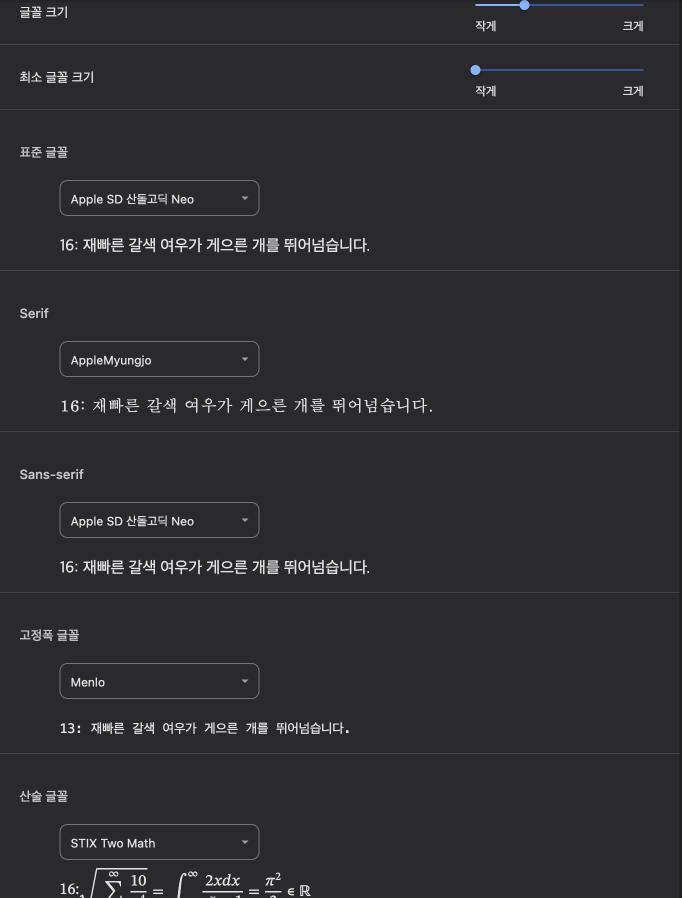 글꼴 크기
작게 크게
최소 글꼴 크기
작게 크게
표준 글꼴
Apple SD 산돌고딕 Neo
16: 재빠른 갈색 여우가 게으른 개를 뛰어넘습니다.
Serif
AppleMyungjo
16: 재빠른 갈색 여우가 게으른 개를 뛰어넘습니다.
Sans-serif
Apple SD 산돌고딕 Neo
16: 재빠른 갈색 여우가 게으른 개를 뛰어넘습니다.
고정폭 글꼴
Menlo
13: 재빠른 갈색 여우가 게으른 개를 뛰어넘습니다.
산술 글꼴
STIX Two Math
16: √ ∑ ∞ 10 = ∫ ∞ 2xdx = π² ∈ ℝ